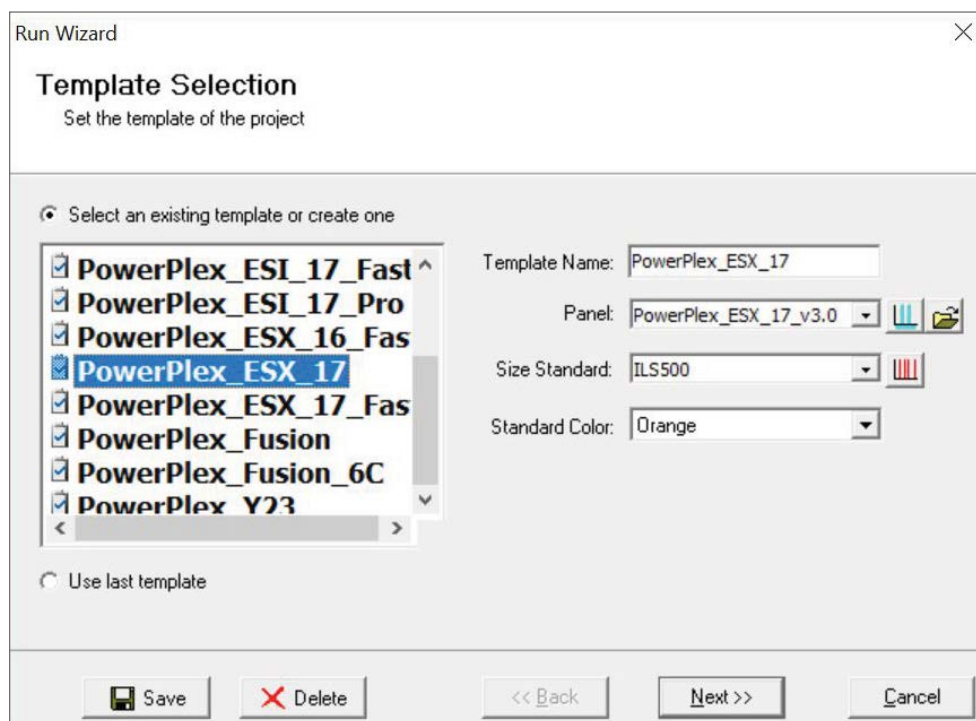 Run Wizard
Template Selection
Set the template of the project
Select an existing template or create one
PowerPlex_ESI_17_Fast
PowerPlex_ESI_17_Pro
PowerPlex_ESX_16_Fas
PowerPlex_ESX_17
PowerPlex_ESX_17_Fas
PowerPlex_Fusion
PowerPlex_Fusion_6C
PowerPlex_Y23
Template Name: PowerPlex_ESX_17
Panel: PowerPlex_ESX_17_v3.0
Size Standard: ILS500
Standard Color: Orange
Use last template
Save Delete << Back Next >> Cancel